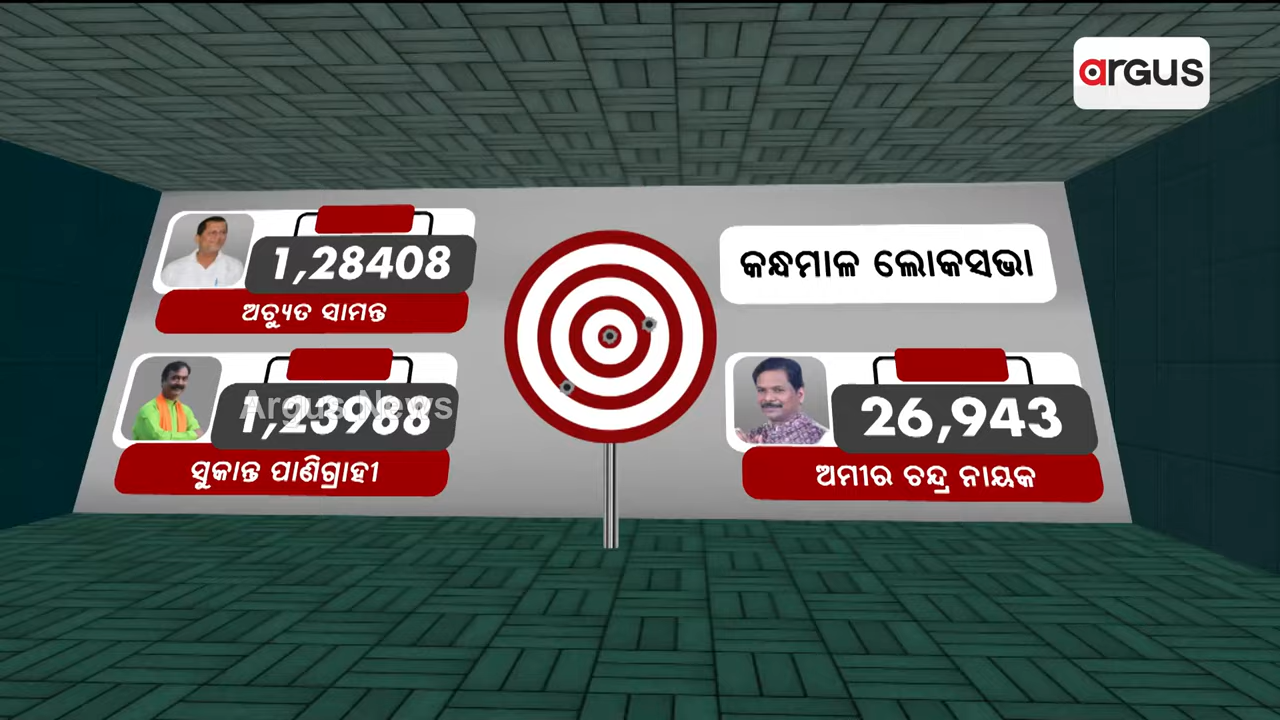 argus
1,28408
ଅଚ୍ୟୁତ ସାମନ୍ତ
କନ୍ଧମାଳ ଲୋକସଭା
1,23988
Argus News
ସୁକାନ୍ତ ପାଣିଗ୍ରାହୀ
26,943
ଅମୀର ଚନ୍ଦ୍ର ନାୟକ